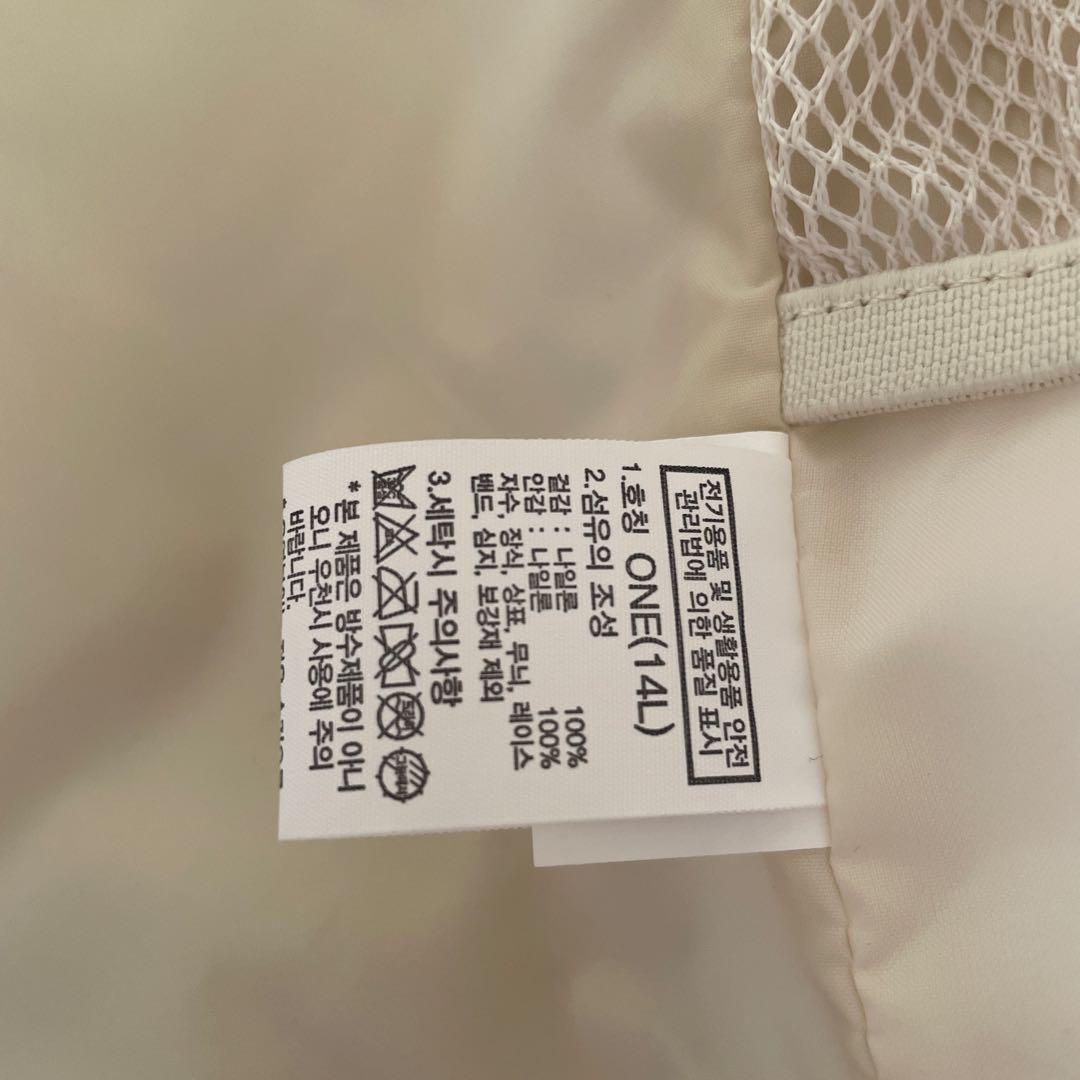 전기용품 및 생활용품 안전
관리법에 의한 품질 표시
1.호칭 ONE(14L)
2.섬유의 조성
겉감 : 나일론 100%
안감 : 나일론 100%
자수, 장식, 상표, 무늬, 레이스
밴드, 심지, 보강재 제외
3.세탁시 주의사항
* 본 제품은 방수제품이 아니
오니 우천시 사용에 주의
바랍니다.